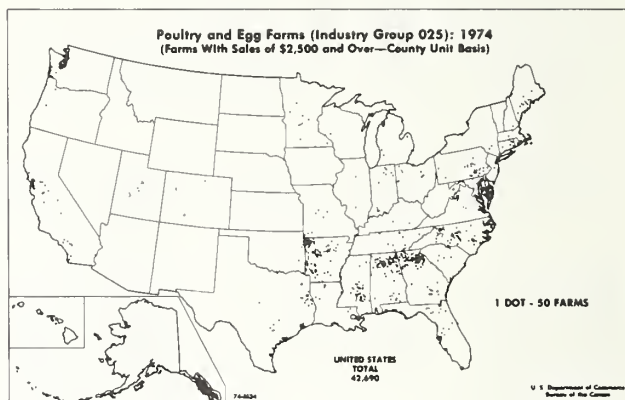 Poultry and Egg Farms (Industry Group 025): 1974
(Farms With Sales of $2,500 and Over—County Unit Basis)
1 DOT - 50 FARMS
UNITED STATES
TOTAL
42,690
U. S. Department of Commerce
Bureau of the Census